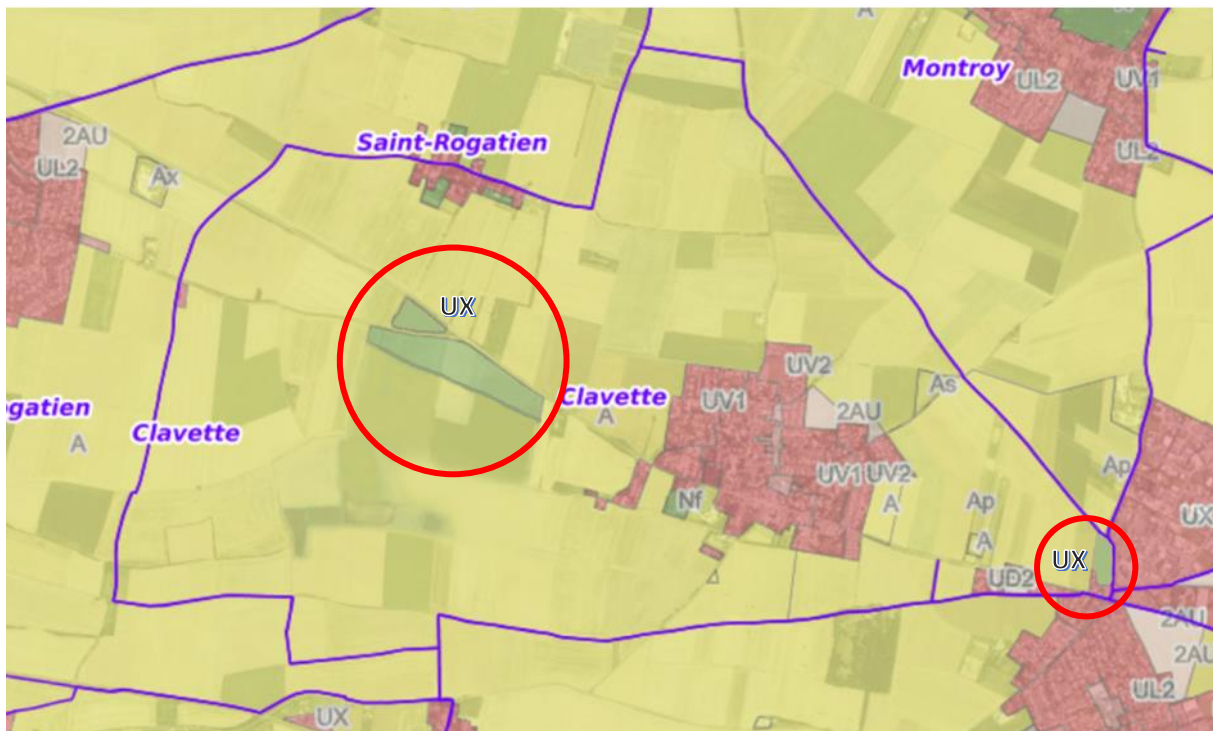 A
Montroy
UL2
UV1
2AU
Saint-Rogatien
UL2
UL2
Ax
UX
UV2
As
ogatien
Clavette
A
UV1
2AU
Clavette
A
Ap
UV1
UV2
Nf
A
Ap
UX
A
UX
UD2
2AU
2AU
UL2
UX